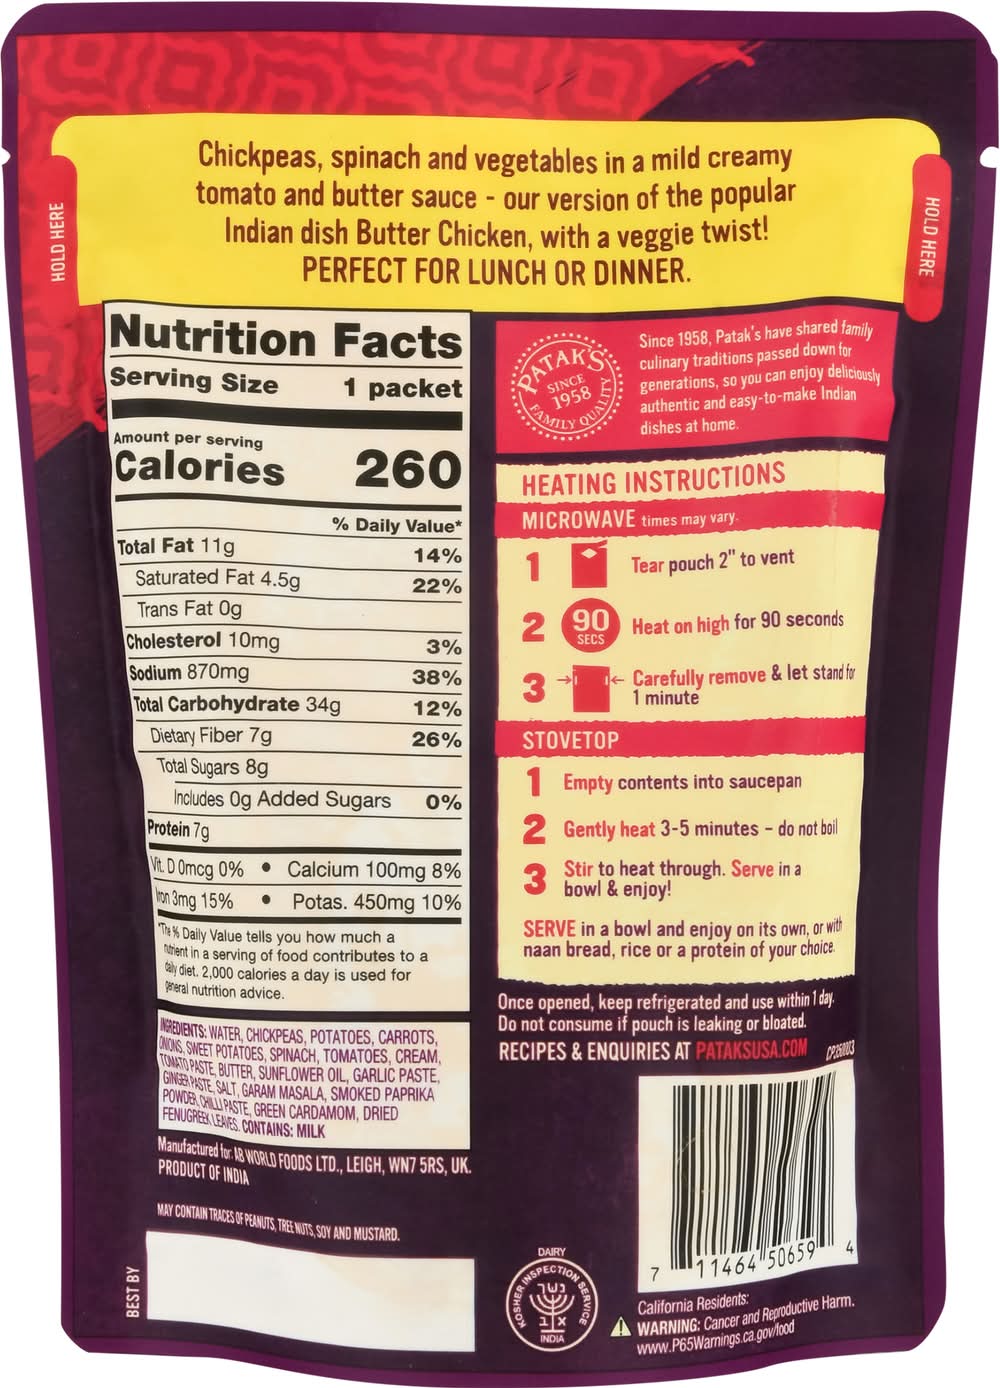 Chickpeas, spinach and vegetables in a mild creamy
tomato and butter sauce - our version of the popular
Indian dish Butter Chicken, with a veggie twist!
PERFECT FOR LUNCH OR DINNER.
HOLD HERE
HOLD HERE
Nutrition Facts
Serving Size 1 packet
Amount per serving
Calories 260
% Daily Value*
Total Fat 11g 14%
Saturated Fat 4.5g 22%
Trans Fat 0g
Cholesterol 10mg 3%
Sodium 870mg 38%
Total Carbohydrate 34g 12%
Dietary Fiber 7g 26%
Total Sugars 8g
Includes 0g Added Sugars 0%
Protein 7g
Vit. D 0mcg 0% • Calcium 100mg 8%
Iron 3mg 15% • Potas. 450mg 10%
*The % Daily Value tells you how much a
nutrient in a serving of food contributes to a
daily diet. 2,000 calories a day is used for
general nutrition advice.
INGREDIENTS: WATER, CHICKPEAS, POTATOES, CARROTS,
ONIONS, SWEET POTATOES, SPINACH, TOMATOES, CREAM,
TOMATO PASTE, BUTTER, SUNFLOWER OIL, GARLIC PASTE,
GINGER PASTE, SALT, GARAM MASALA, SMOKED PAPRIKA
POWDER, CHILLI PASTE, GREEN CARDAMOM, DRIED
FENUGREEK LEAVES. CONTAINS: MILK
Manufactured for: AB WORLD FOODS LTD., LEIGH, WN7 5RS, UK.
PRODUCT OF INDIA
MAY CONTAIN TRACES OF PEANUTS, TREE NUTS, SOY AND MUSTARD.
BEST BY
PATAK'S
SINCE
1958
FAMILY QUALITY
Since 1958, Patak's have shared family
culinary traditions passed down for
generations, so you can enjoy deliciously
authentic and easy-to-make Indian
dishes at home.
HEATING INSTRUCTIONS
MICROWAVE times may vary.
1 Tear pouch 2" to vent
2 90 SECS Heat on high for 90 seconds
3 Carefully remove & let stand for
1 minute
STOVETOP
1 Empty contents into saucepan
2 Gently heat 3-5 minutes – do not boil
3 Stir to heat through. Serve in a
bowl & enjoy!
SERVE in a bowl and enjoy on its own, or with
naan bread, rice or a protein of your choice.
Once opened, keep refrigerated and use within 1 day.
Do not consume if pouch is leaking or bloated.
RECIPES & ENQUIRIES AT PATAKSUSA.COM
7 11464 50659 4
DAIRY
KOSHER INSPECTION SERVICE
כשר
א ב
INDIA
California Residents:
WARNING: Cancer and Reproductive Harm.
www.P65Warnings.ca.gov/food